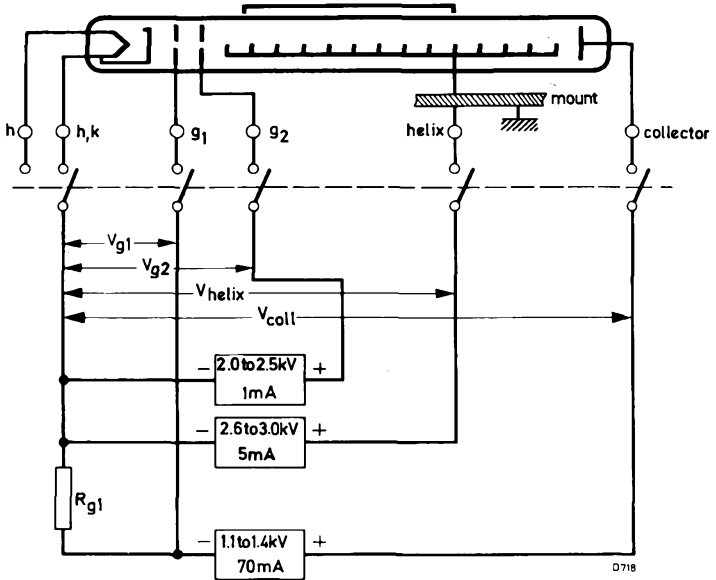 mount
h
h,k
g1
g2
helix
collector
Vg1
Vg2
Vhelix
Vcoll
− 2.0to2.5kV +
1mA
− 2.6to3.0kV +
5mA
Rg1
− 1.1to1.4kV +
70mA
D718